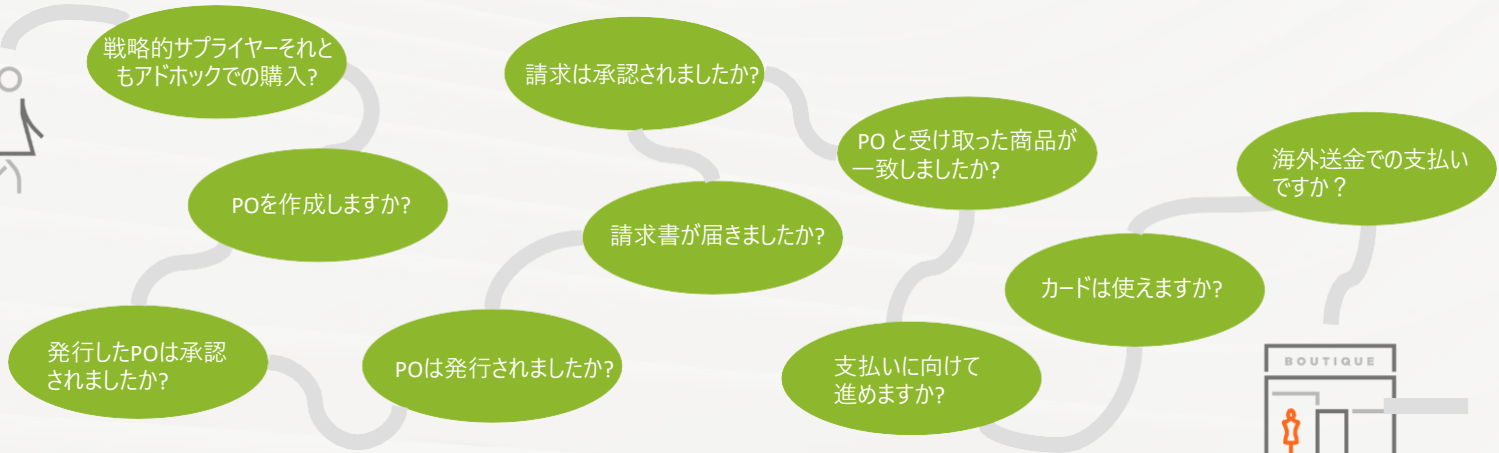 戦略的サプライヤーそれと
もアドホックでの購入?
POを作成しますか?
発行したPOは承認
されましたか?
POは発行されましたか?
請求書が届きましたか?
請求は承認されましたか?
PO と受け取った商品が
一致しましたか?
支払いに向けて
進めますか?
カードは使えますか?
海外送金での支払い
ですか？
BOUTIQUE